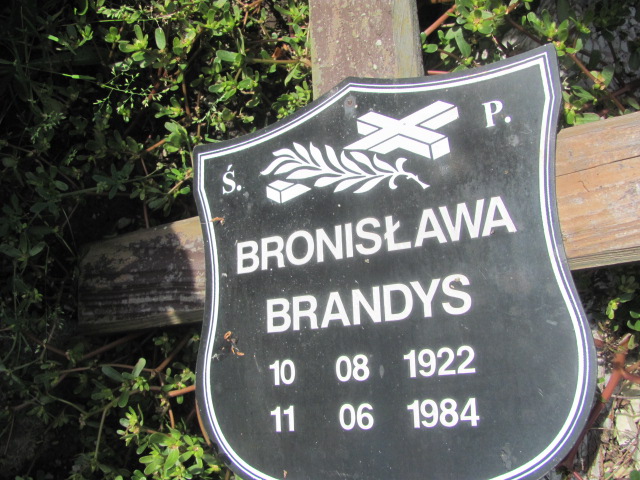 Ś. P.
BRONISŁAWA
BRANDYS
10 08 1922
11 06 1984